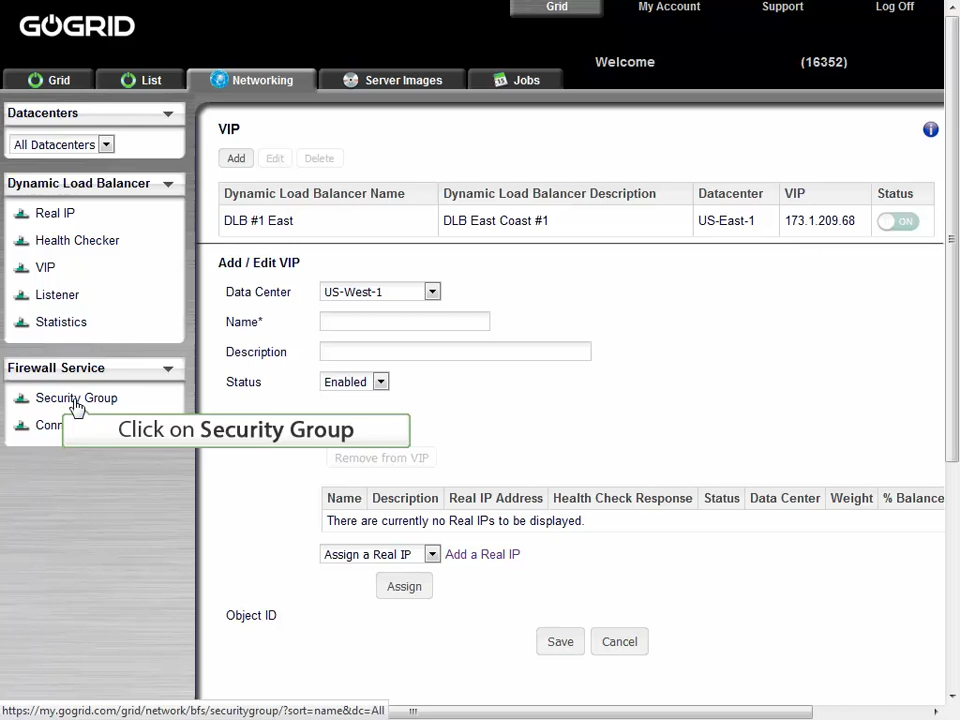 GOGRID
Grid My Account Support Log Off
Welcome (16352)
Grid List Networking Server Images Jobs
Datacenters
All Datacenters
Dynamic Load Balancer
Real IP
Health Checker
VIP
Listener
Statistics
Firewall Service
Security Group
Conn
Click on Security Group
VIP
Add Edit Delete
Dynamic Load Balancer Name Dynamic Load Balancer Description Datacenter VIP Status
DLB #1 East DLB East Coast #1 US-East-1 173.1.209.68 ON
Add / Edit VIP
Data Center US-West-1
Name*
Description
Status Enabled
Remove from VIP
Name Description Real IP Address Health Check Response Status Data Center Weight % Balance
There are currently no Real IPs to be displayed.
Assign a Real IP Add a Real IP
Assign
Object ID
Save Cancel
https://my.gogrid.com/grid/network/bfs/securitygroup/?sort=name&dc=All